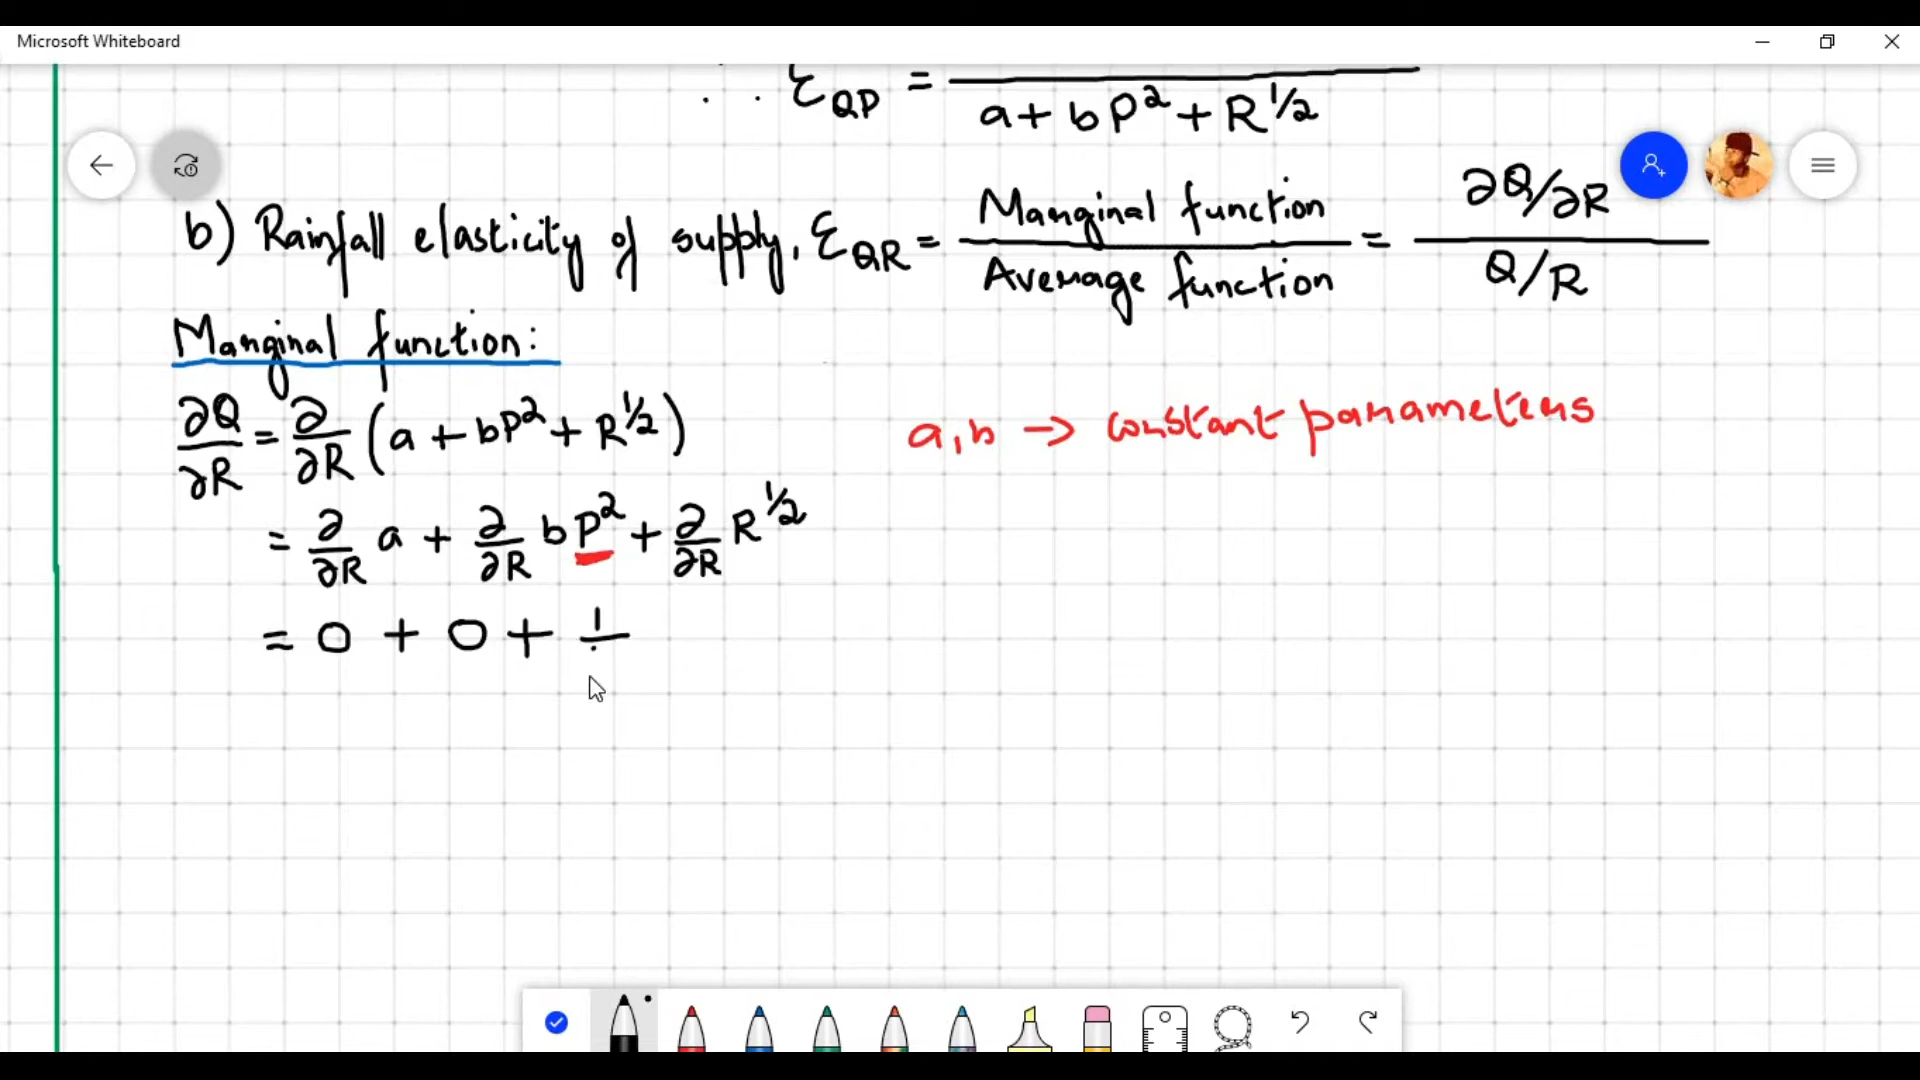 Microsoft Whiteboard
∴ ε_QP = ――― / (a + bP² + R^½)
b) Rainfall elasticity of supply, ε_QR = Marginal function / Average function = (∂Q/∂R) / (Q/R)
Marginal function:
∂Q/∂R = ∂/∂R (a + bP² + R^½)
a, b → constant parameters
= ∂/∂R a + ∂/∂R bP² + ∂/∂R R^½
= 0 + 0 + 1/